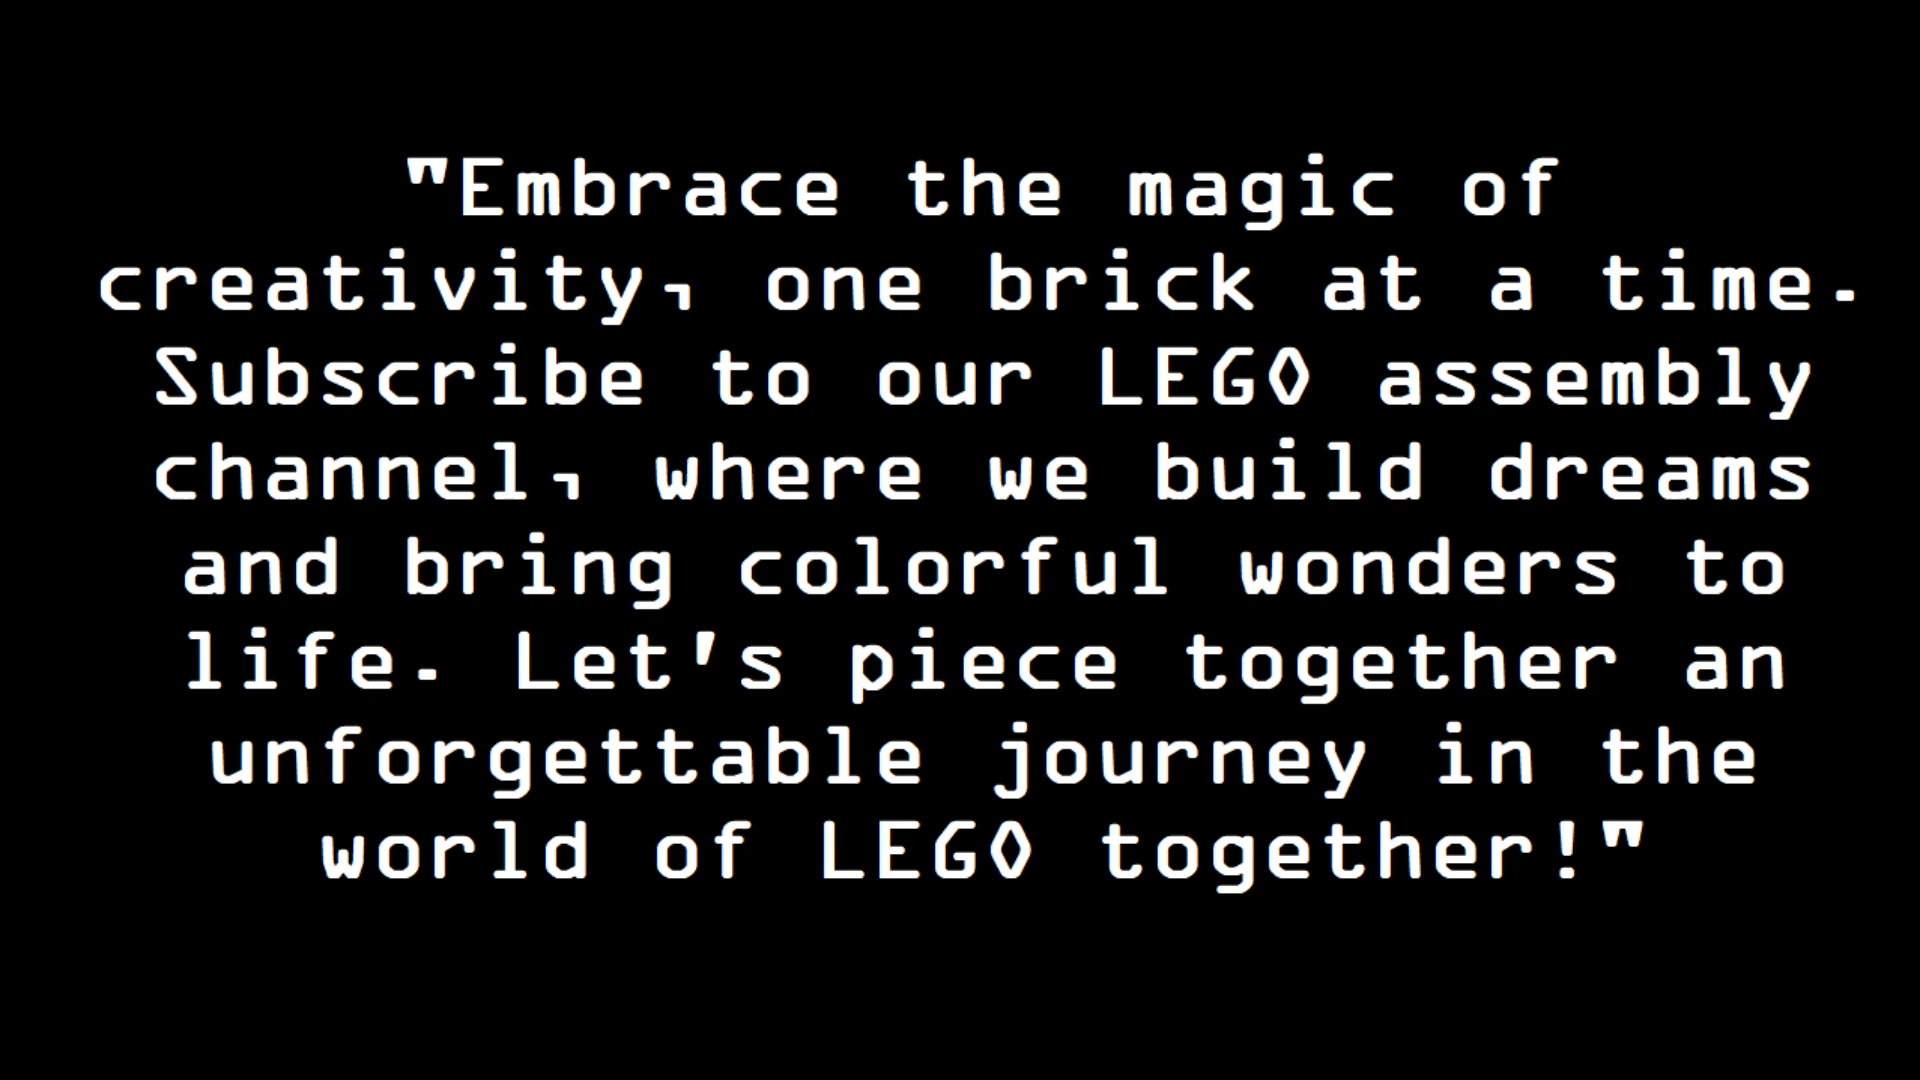 "Embrace the magic of
creativity, one brick at a time.
Subscribe to our LEGO assembly
channel, where we build dreams
and bring colorful wonders to
life. Let's piece together an
unforgettable journey in the
world of LEGO together!"